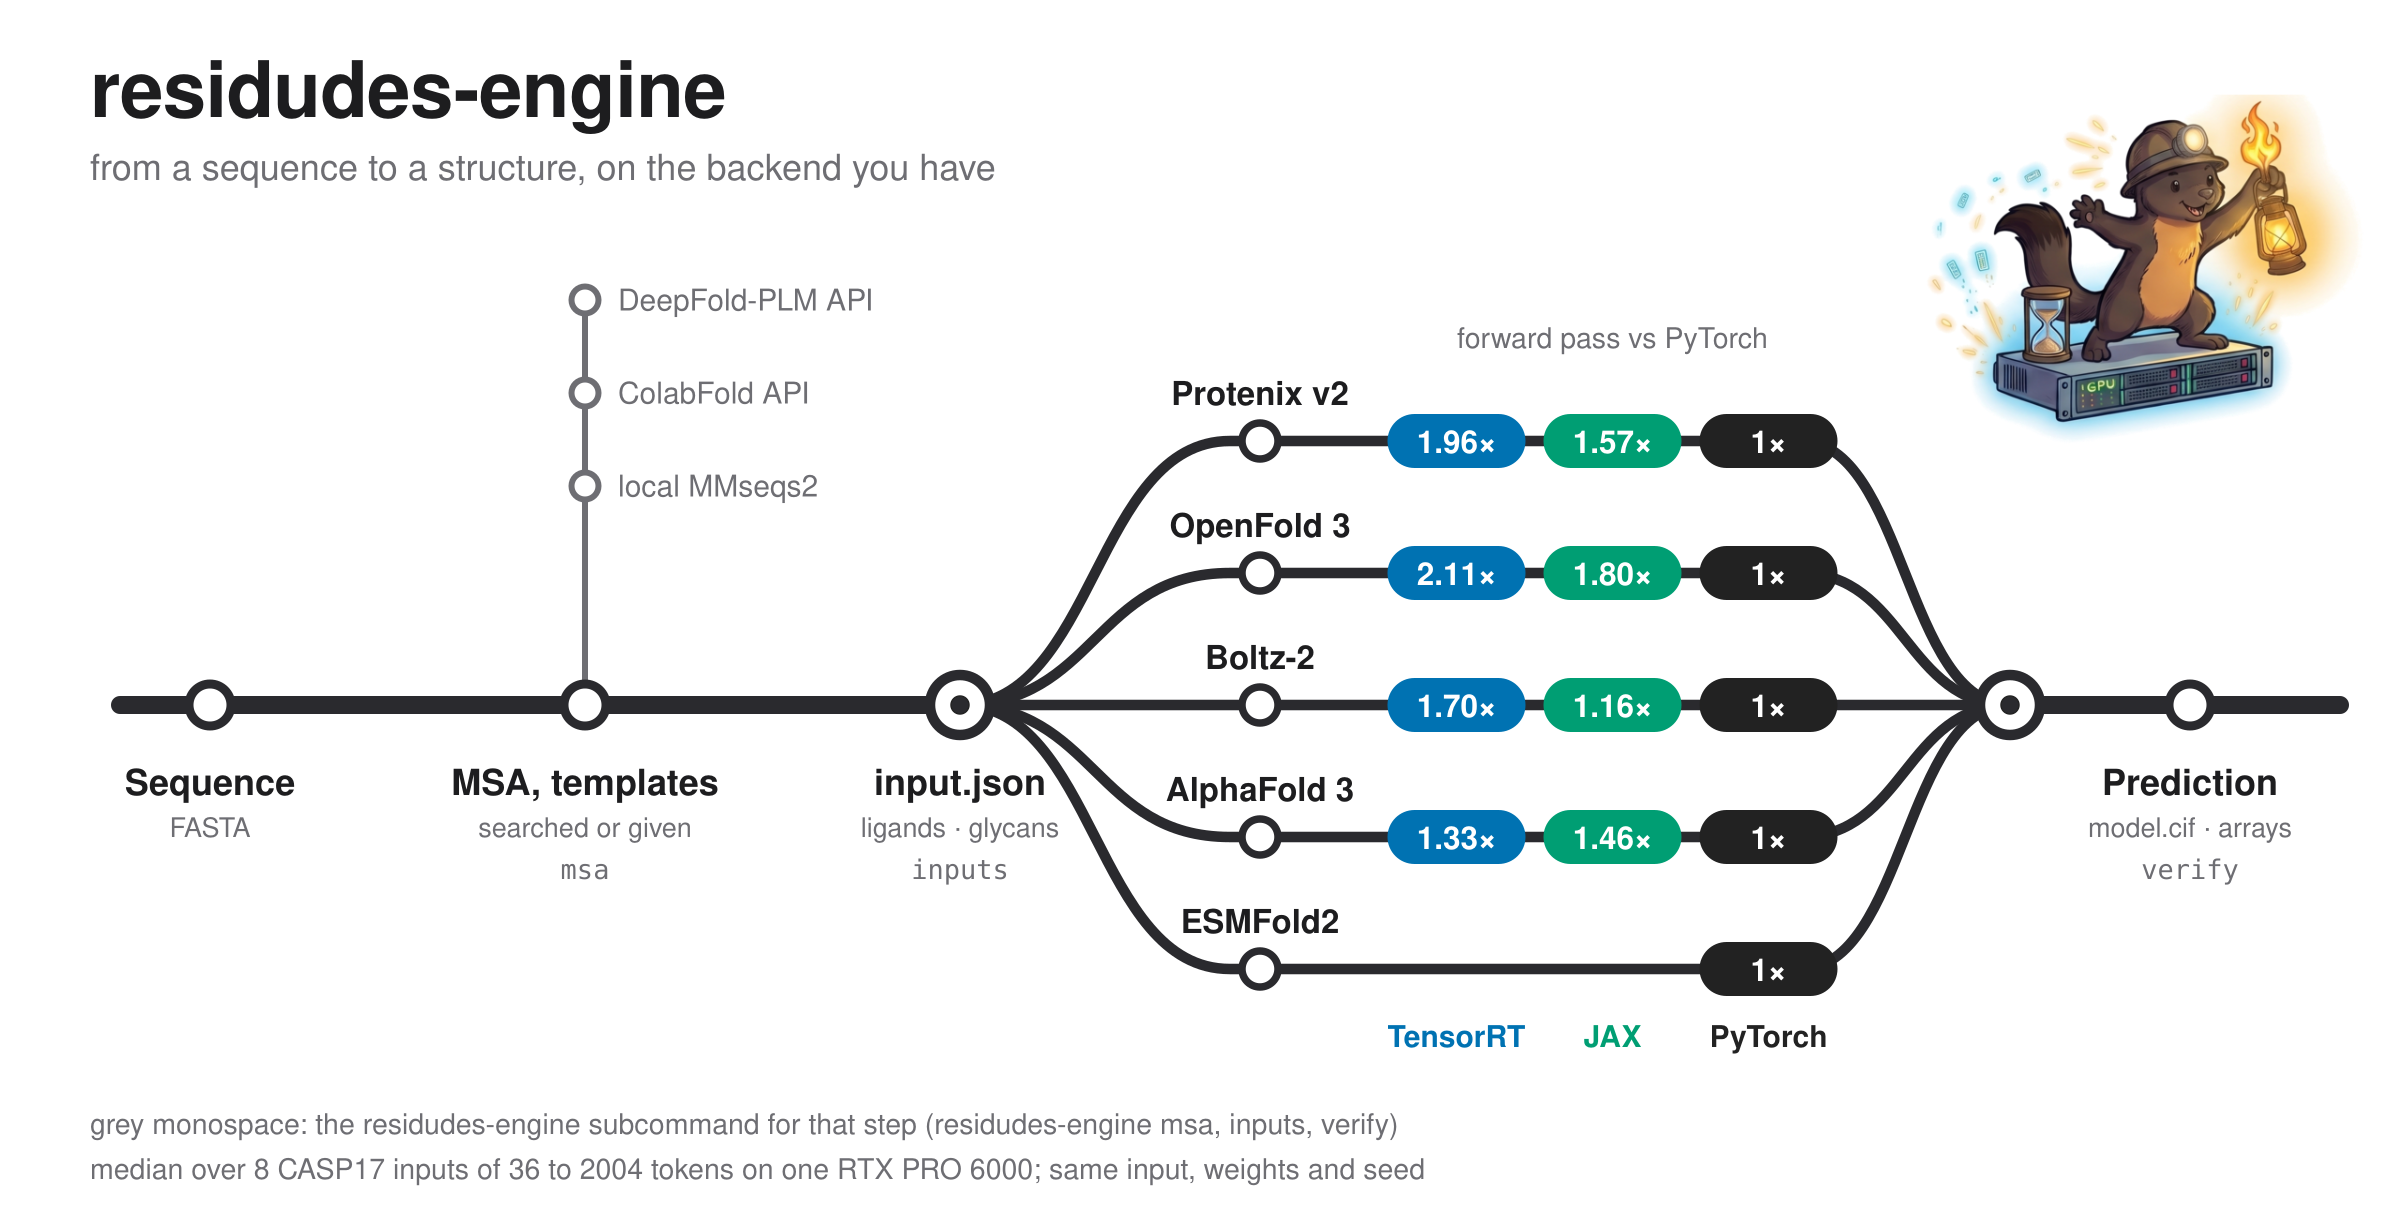 residudes-engine
from a sequence to a structure, on the backend you have
DeepFold-PLM API
ColabFold API
local MMseqs2
forward pass vs PyTorch
Protenix v2
1.96× 1.57× 1×
OpenFold 3
2.11× 1.80× 1×
Boltz-2
1.70× 1.16× 1×
AlphaFold 3
1.33× 1.46× 1×
ESMFold2
1×
TensorRT JAX PyTorch
Sequence
FASTA
MSA, templates
searched or given
msa
input.json
ligands · glycans
inputs
Prediction
model.cif · arrays
verify
GPU
grey monospace: the residudes-engine subcommand for that step (residudes-engine msa, inputs, verify)
median over 8 CASP17 inputs of 36 to 2004 tokens on one RTX PRO 6000; same input, weights and seed